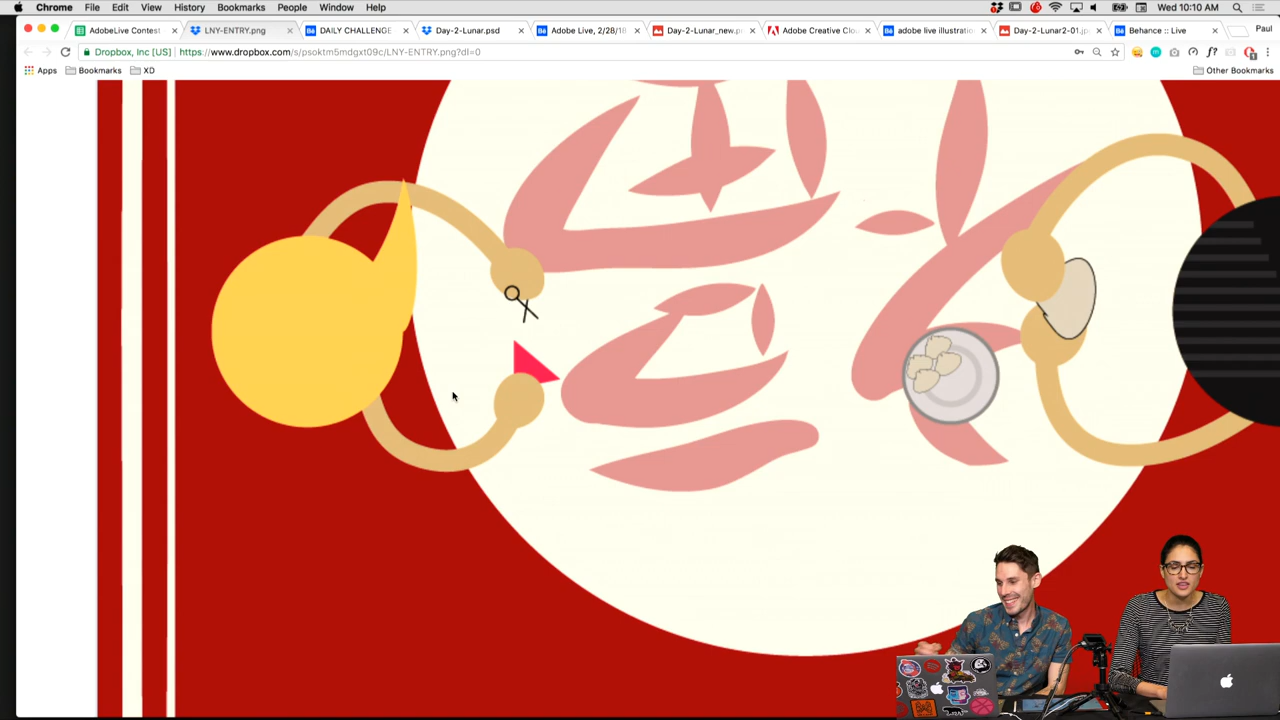 Chrome File Edit View History Bookmarks People Window Help Wed 10:10 AM
AdobeLive Contest LNY-ENTRY.png DAILY CHALLENGE Day-2-Lunar.psd Adobe Live, 2/28/18 Day-2-Lunar_new.p Adobe Creative Clou adobe live illustratio Day-2-Lunar2-01.j Behance :: Live Paul
Dropbox, Inc [US] https://www.dropbox.com/s/psoktm5mdgxt09c/LNY-ENTRY.png?dl=0
Apps Bookmarks XD Other Bookmarks